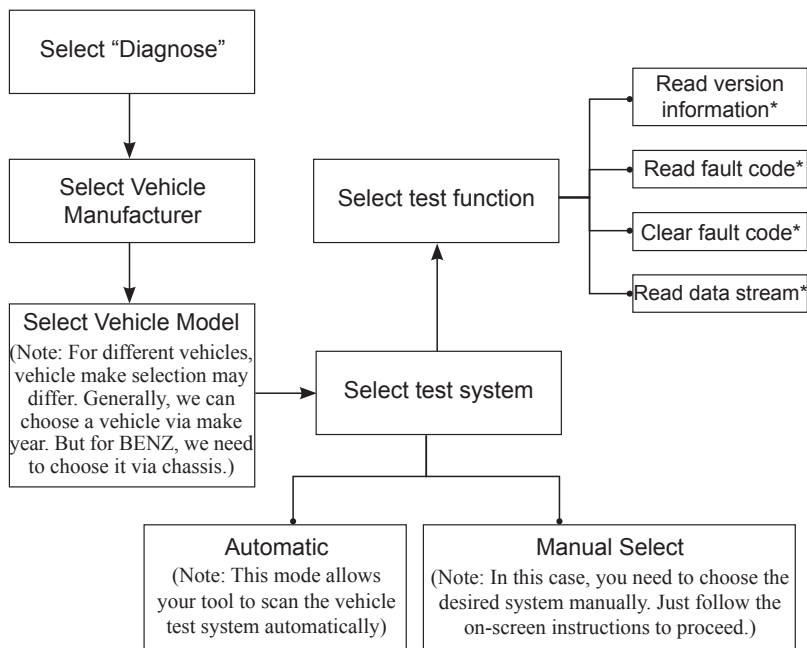 Select “Diagnose”
Select Vehicle
Manufacturer
Select Vehicle Model
(Note: For different vehicles,
vehicle make selection may
differ. Generally, we can
choose a vehicle via make
year. But for BENZ, we need
to choose it via chassis.)
Select test system
Automatic
(Note: This mode allows
your tool to scan the vehicle
test system automatically)
Manual Select
(Note: In this case, you need to choose the
desired system manually. Just follow the
on-screen instructions to proceed.)
Select test function
Read version
information*
Read fault code*
Clear fault code*
Read data stream*